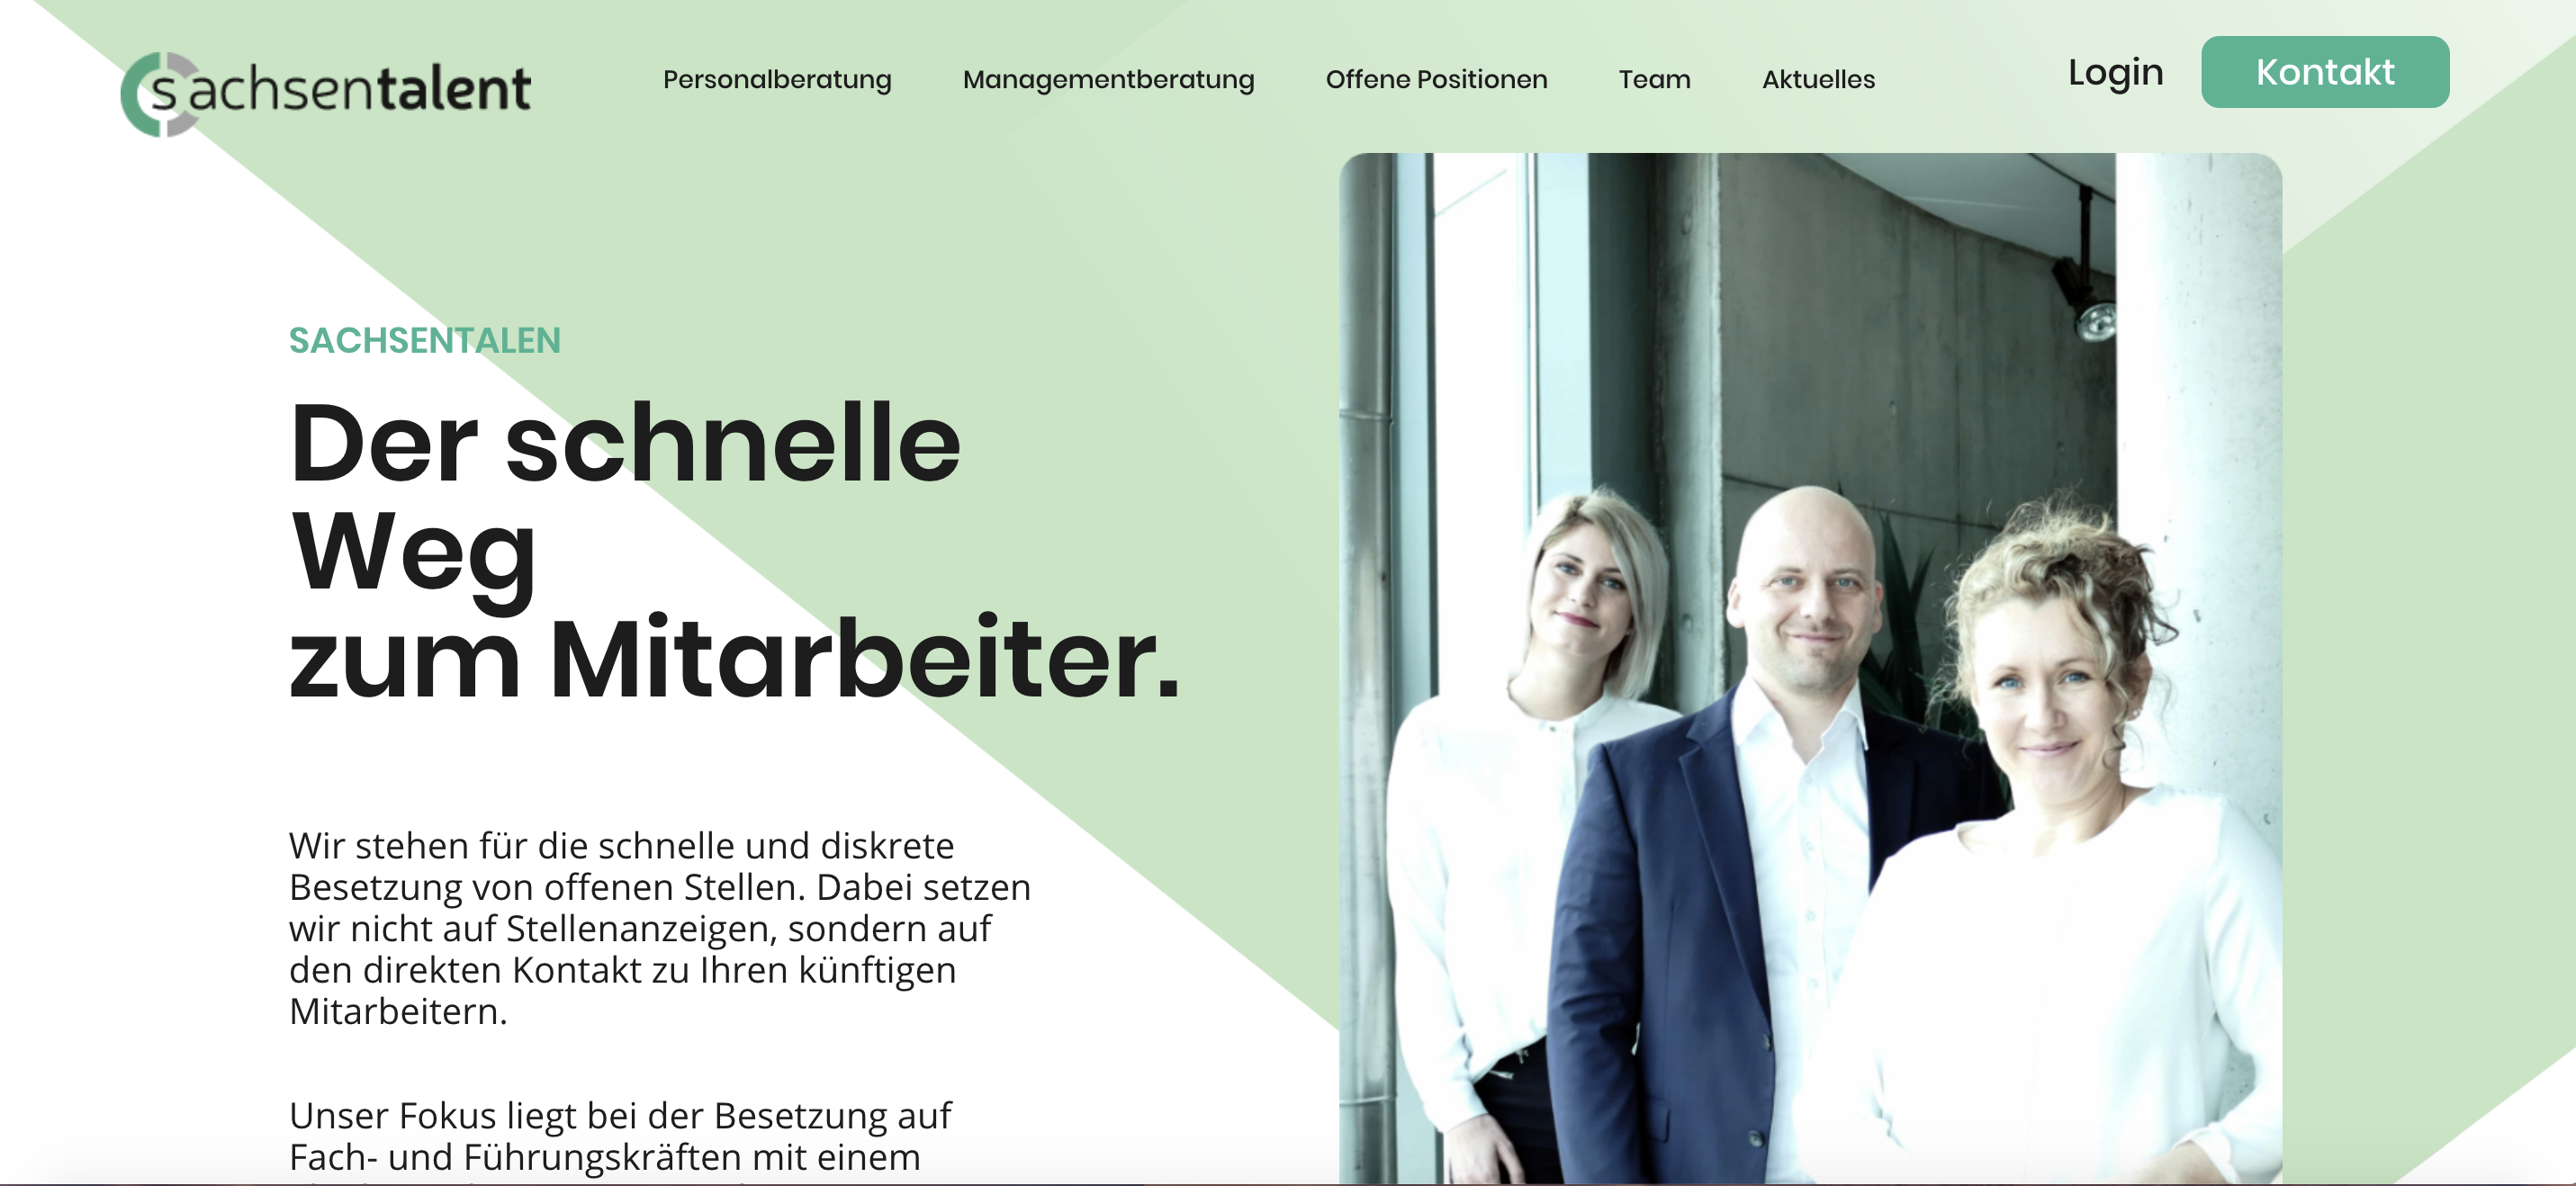 sachsentalent
Personalberatung
Managementberatung
Offene Positionen
Team
Aktuelles
Login
Kontakt
SACHSENTALEN
Der schnelle
Weg
zum Mitarbeiter.
Wir stehen für die schnelle und diskrete
Besetzung von offenen Stellen. Dabei setzen
wir nicht auf Stellenanzeigen, sondern auf
den direkten Kontakt zu Ihren künftigen
Mitarbeitern.
Unser Fokus liegt bei der Besetzung auf
Fach- und Führungskräften mit einem